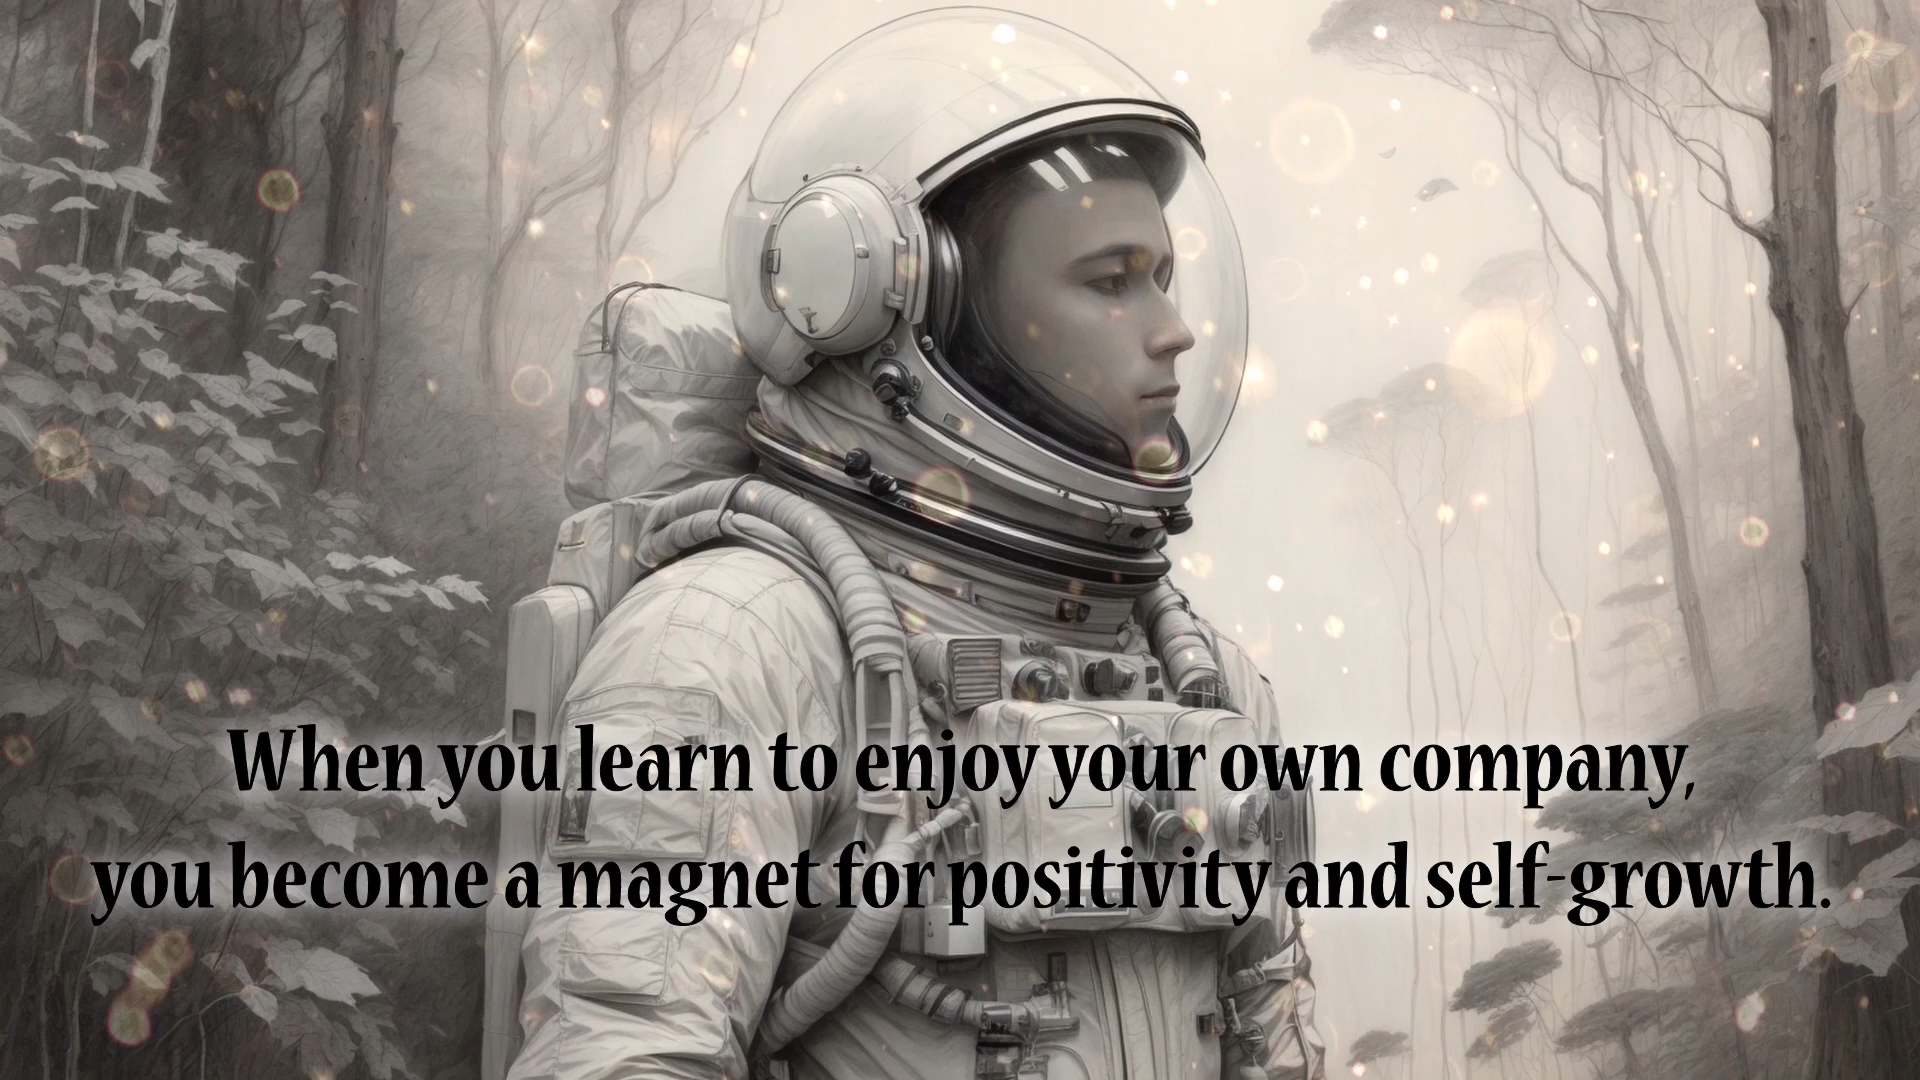 When you learn to enjoy your own company,
you become a magnet for positivity and self-growth.